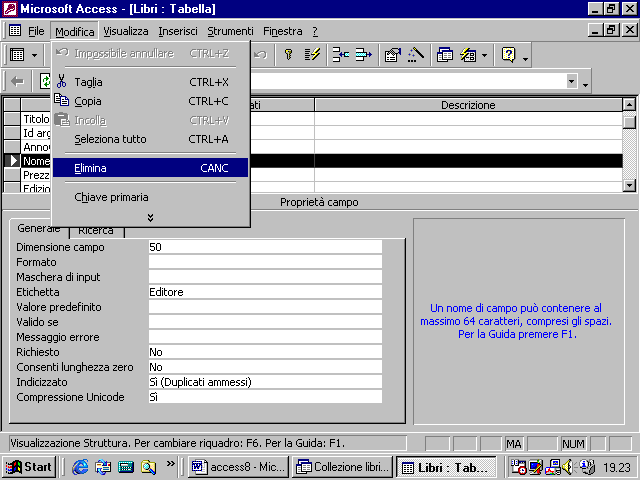 Microsoft Access - [Libri : Tabella]
File Modifica Visualizza Inserisci Strumenti Finestra ?
Impossibile annullare CTRL+Z
Taglia CTRL+X
Copia CTRL+C
Incolla CTRL+V
Seleziona tutto CTRL+A
Elimina CANC
Chiave primaria
ati Descrizione
Titolo
Id arg
Anno
Nome
Prezz
Edizio
Proprietà campo
Generale Ricerca
Dimensione campo 50
Formato
Maschera di input
Etichetta Editore
Valore predefinito
Valido se
Messaggio errore
Richiesto No
Consenti lunghezza zero No
Indicizzato Sì (Duplicati ammessi)
Compressione Unicode Sì
Un nome di campo può contenere al
massimo 64 caratteri, compresi gli spazi.
Per la Guida premere F1.
Visualizzazione Struttura. Per cambiare riquadro: F6. Per la Guida: F1. MA NUM
Start access8 - Mic... Collezione libri... Libri : Tab... 19.23